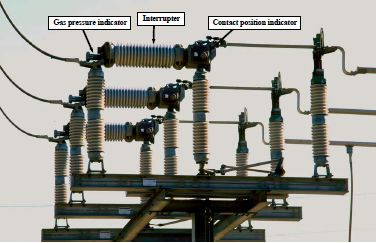 Gas pressure indicator
Interrupter
Contact position indicator